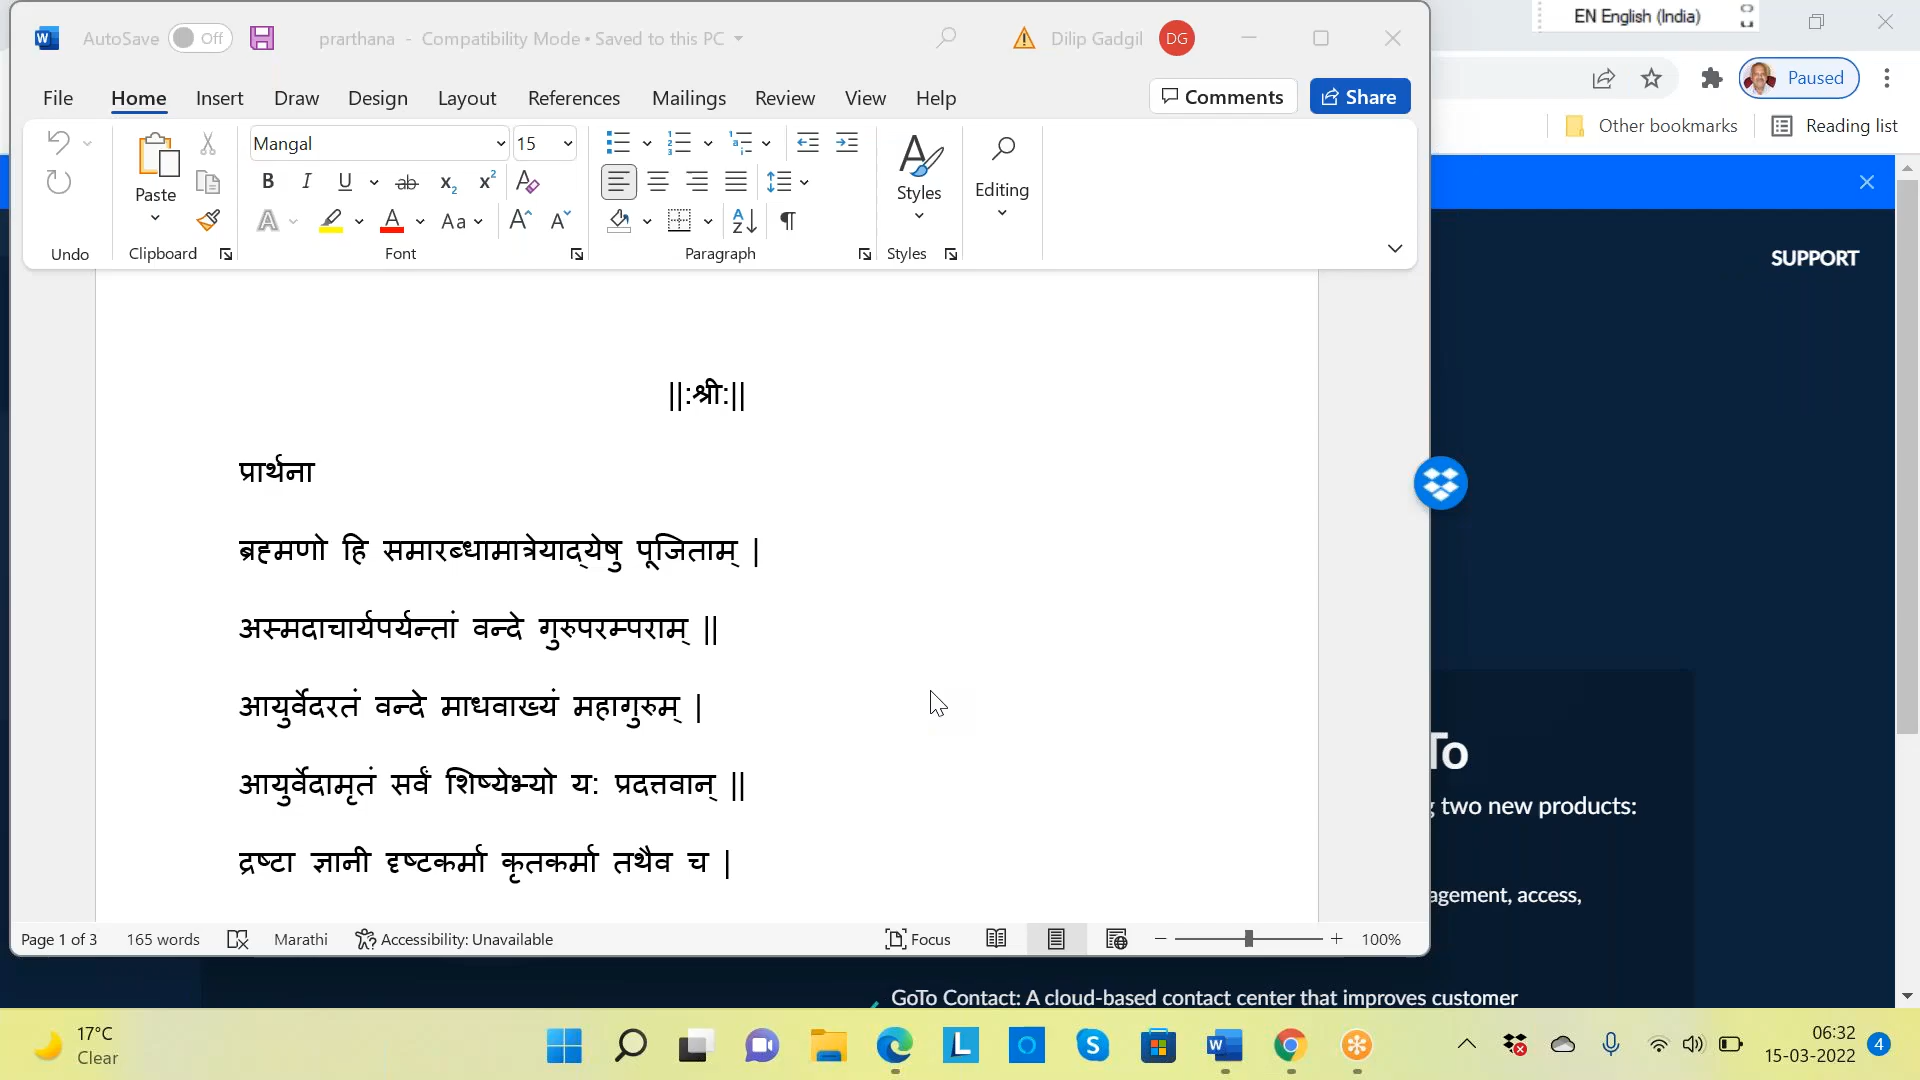 AutoSave Off prarthana - Compatibility Mode • Saved to this PC Dilip Gadgil DG
EN English (India)
File Home Insert Draw Design Layout References Mailings Review View Help Comments Share
Paused
Other bookmarks Reading list
Mangal 15
Paste Styles Editing
Undo Clipboard Font Paragraph Styles
SUPPORT
||:श्री:||
प्रार्थना
ब्रह्मणो हि समारब्धामात्रेयाद्येषु पूजिताम् |
अस्मदाचार्यपर्यन्तां वन्दे गुरुपरम्पराम् ||
आयुर्वेदरतं वन्दे माधवाख्यं महागुरुम् |
आयुर्वेदामृतं सर्वं शिष्येभ्यो य: प्रदत्तवान् ||
द्रष्टा ज्ञानी दृष्टकर्मा कृतकर्मा तथैव च |
To
two new products:
agement, access,
Page 1 of 3 165 words Marathi Accessibility: Unavailable Focus 100%
GoTo Contact: A cloud-based contact center that improves customer
17°C
Clear
06:32
15-03-2022 4